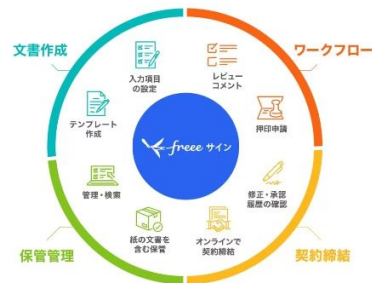 文書作成
ワークフロー
入力項目
の設定
レビュー
コメント
テンプレート
作成
押印申請
freee サイン
管理・検索
修正・承認
履歴の確認
紙の文書を
含む保管
オンラインで
契約締結
保管管理
契約締結